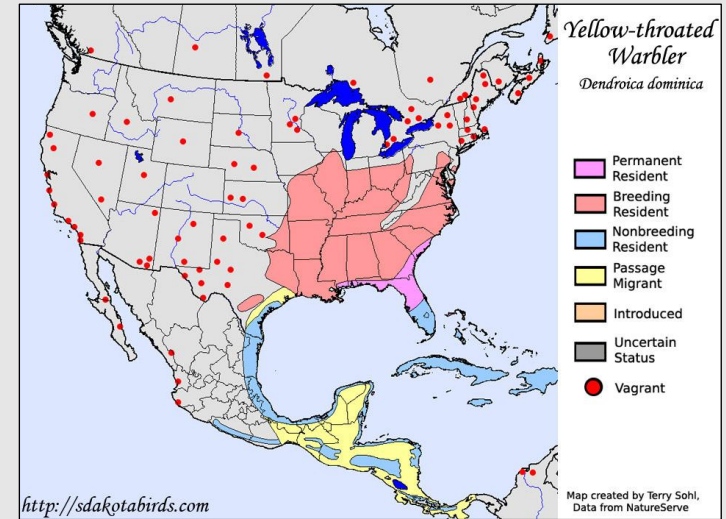 Yellow-throated
Warbler
Dendroica dominica
Permanent
Resident
Breeding
Resident
Nonbreeding
Resident
Passage
Migrant
Introduced
Uncertain
Status
Vagrant
Map created by Terry Sohl,
Data from NatureServe
http://sdakotabirds.com